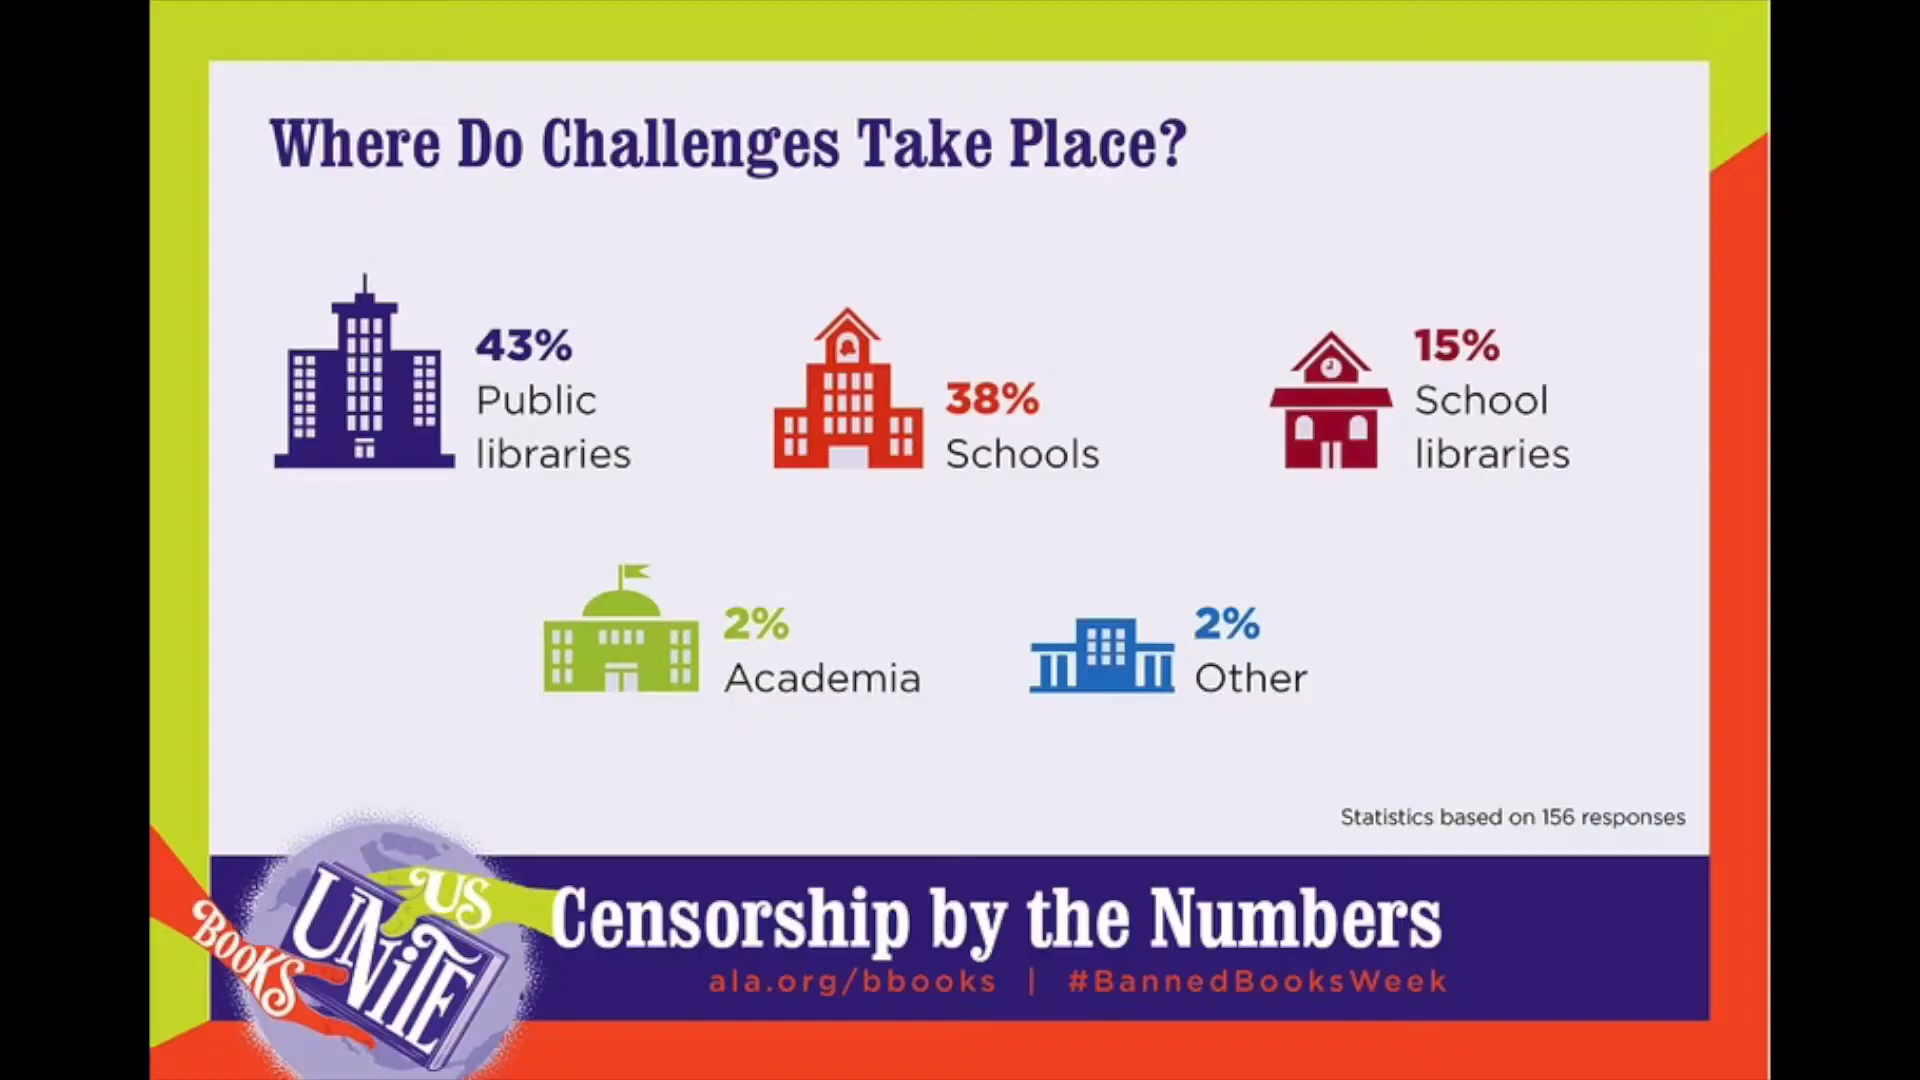 Where Do Challenges Take Place?
43%
Public
libraries
38%
Schools
15%
School
libraries
2%
Academia
2%
Other
Statistics based on 156 responses
BOOKS
UNiTE
US
Censorship by the Numbers
ala.org/bbooks | #BannedBooksWeek